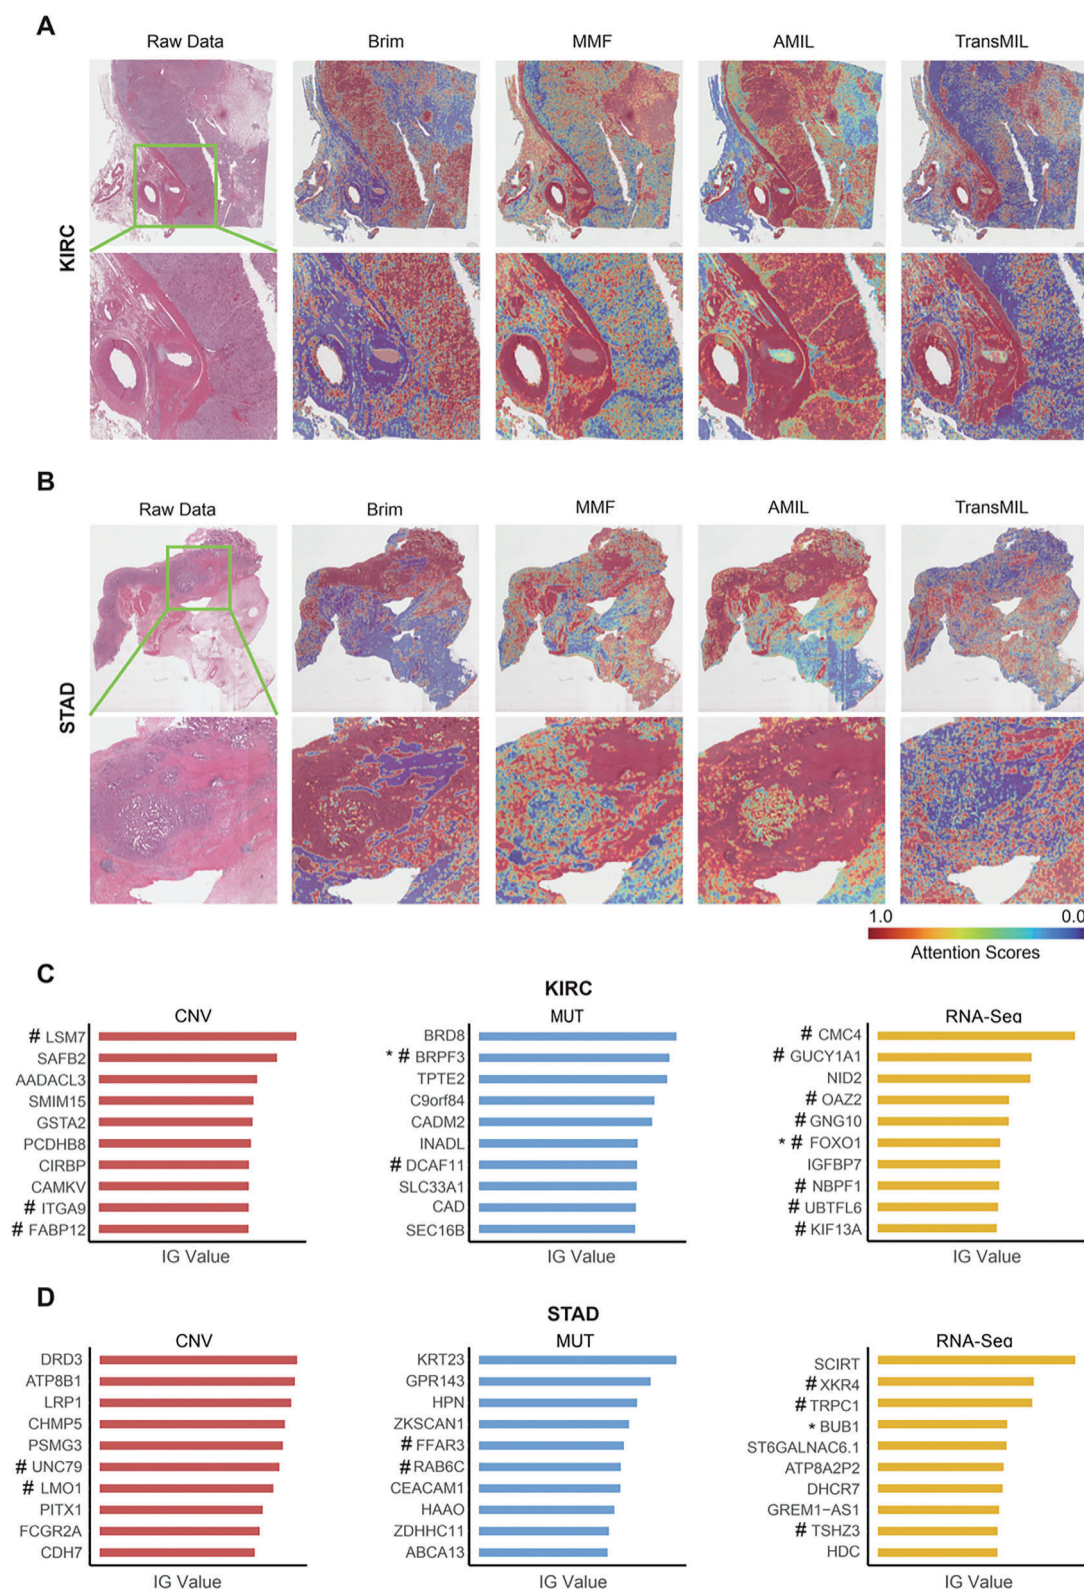 A
Raw Data Brim MMF AMIL TransMIL
KIRC
B
Raw Data Brim MMF AMIL TransMIL
STAD
1.0 0.0
Attention Scores
C
KIRC
CNV
# LSM7
SAFB2
AADACL3
SMIM15
GSTA2
PCDHB8
CIRBP
CAMKV
# ITGA9
# FABP12
IG Value
MUT
BRD8
* # BRPF3
TPTE2
C9orf84
CADM2
INADL
# DCAF11
SLC33A1
CAD
SEC16B
IG Value
RNA-Seq
# CMC4
# GUCY1A1
NID2
# OAZ2
# GNG10
* # FOXO1
IGFBP7
# NBPF1
# UBTFL6
# KIF13A
IG Value
D
STAD
CNV
DRD3
ATP8B1
LRP1
CHMP5
PSMG3
# UNC79
# LMO1
PITX1
FCGR2A
CDH7
IG Value
MUT
KRT23
GPR143
HPN
ZKSCAN1
# FFAR3
# RAB6C
CEACAM1
HAAO
ZDHHC11
ABCA13
IG Value
RNA-Seq
SCIRT
# XKR4
# TRPC1
* BUB1
ST6GALNAC6.1
ATP8A2P2
DHCR7
GREM1−AS1
# TSHZ3
HDC
IG Value